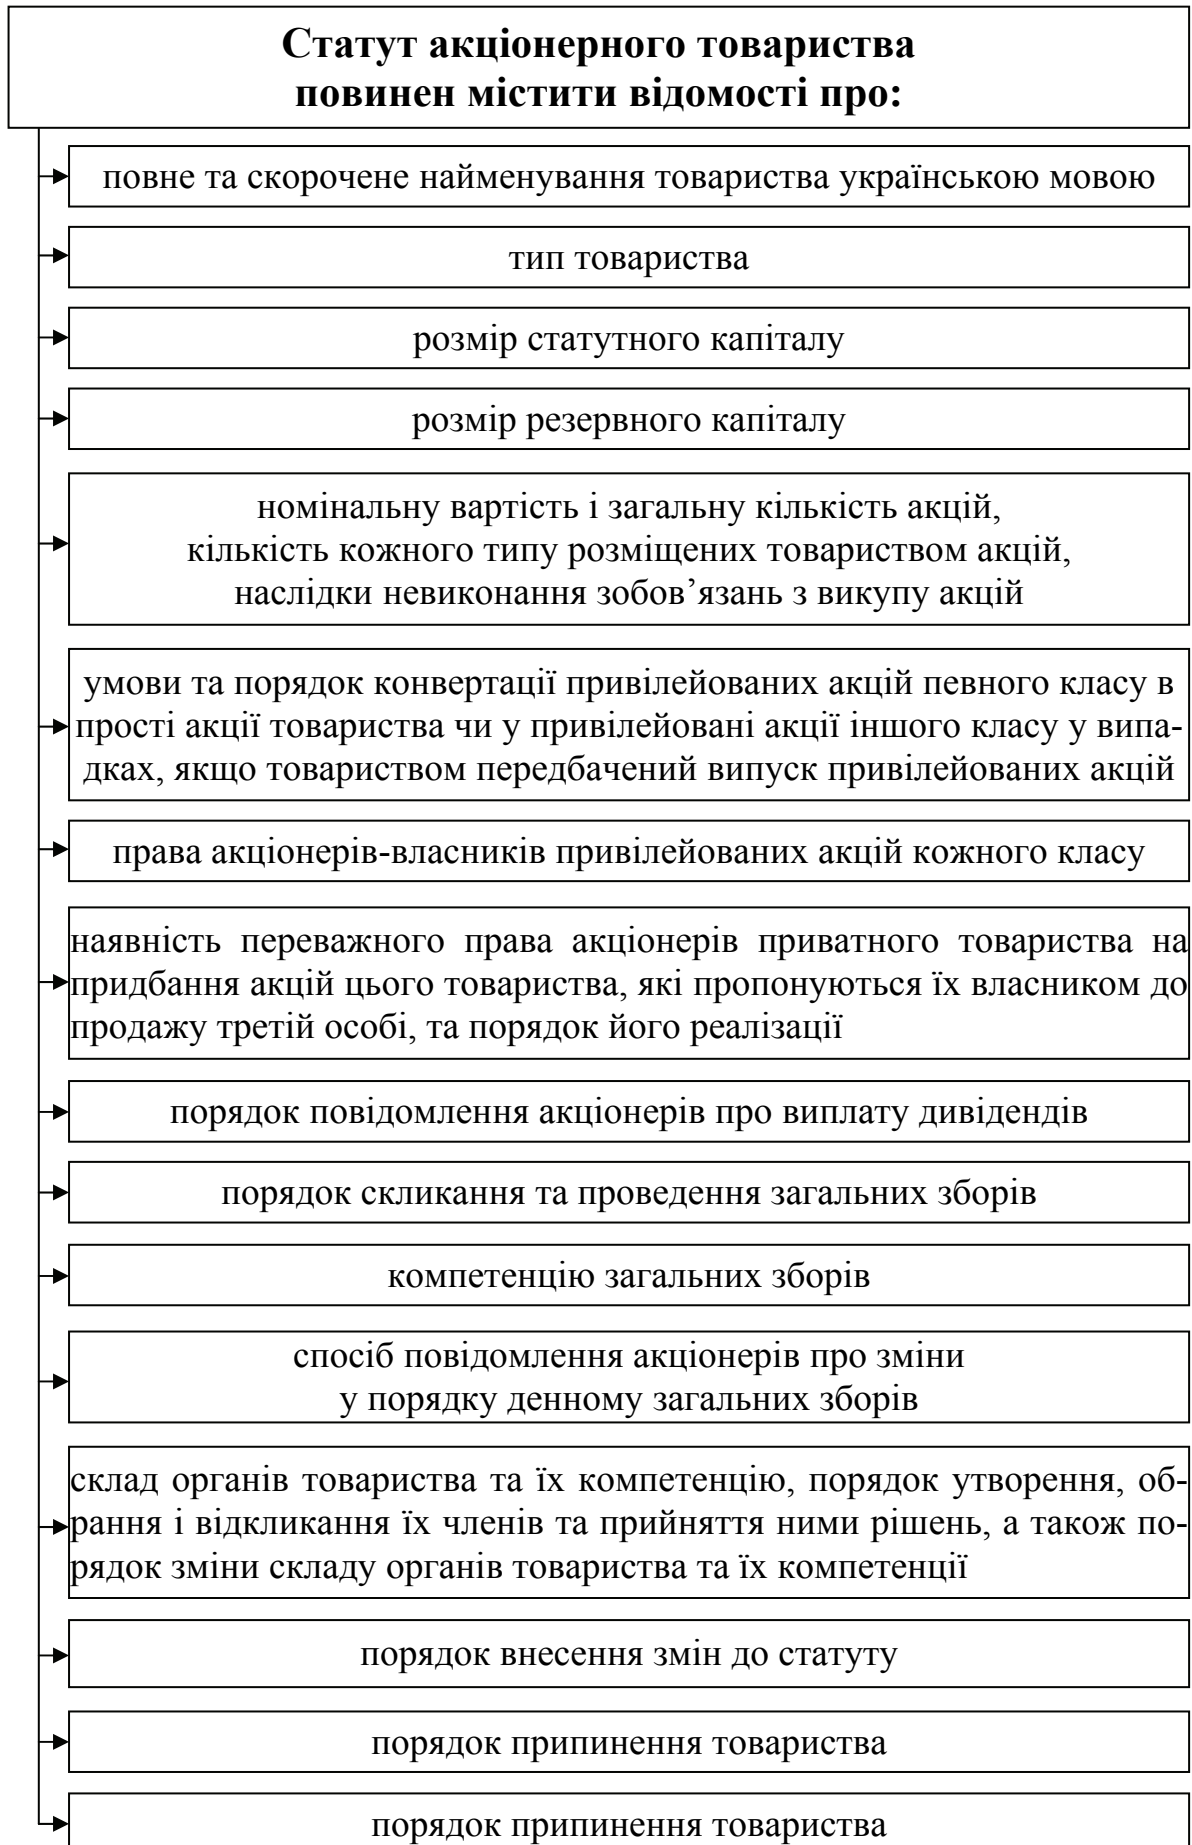 Статут акціонерного товариства
повинен містити відомості про:
повне та скорочене найменування товариства українською мовою
тип товариства
розмір статутного капіталу
розмір резервного капіталу
номінальну вартість і загальну кількість акцій,
кількість кожного типу розміщених товариством акцій,
наслідки невиконання зобов’язань з викупу акцій
умови та порядок конвертації привілейованих акцій певного класу в
прості акції товариства чи у привілейовані акції іншого класу у випа-
дках, якщо товариством передбачений випуск привілейованих акцій
права акціонерів-власників привілейованих акцій кожного класу
наявність переважного права акціонерів приватного товариства на
придбання акцій цього товариства, які пропонуються їх власником до
продажу третій особі, та порядок його реалізації
порядок повідомлення акціонерів про виплату дивідендів
порядок скликання та проведення загальних зборів
компетенцію загальних зборів
спосіб повідомлення акціонерів про зміни
у порядку денному загальних зборів
склад органів товариства та їх компетенцію, порядок утворення, об-
рання і відкликання їх членів та прийняття ними рішень, а також по-
рядок зміни складу органів товариства та їх компетенції
порядок внесення змін до статуту
порядок припинення товариства
порядок припинення товариства